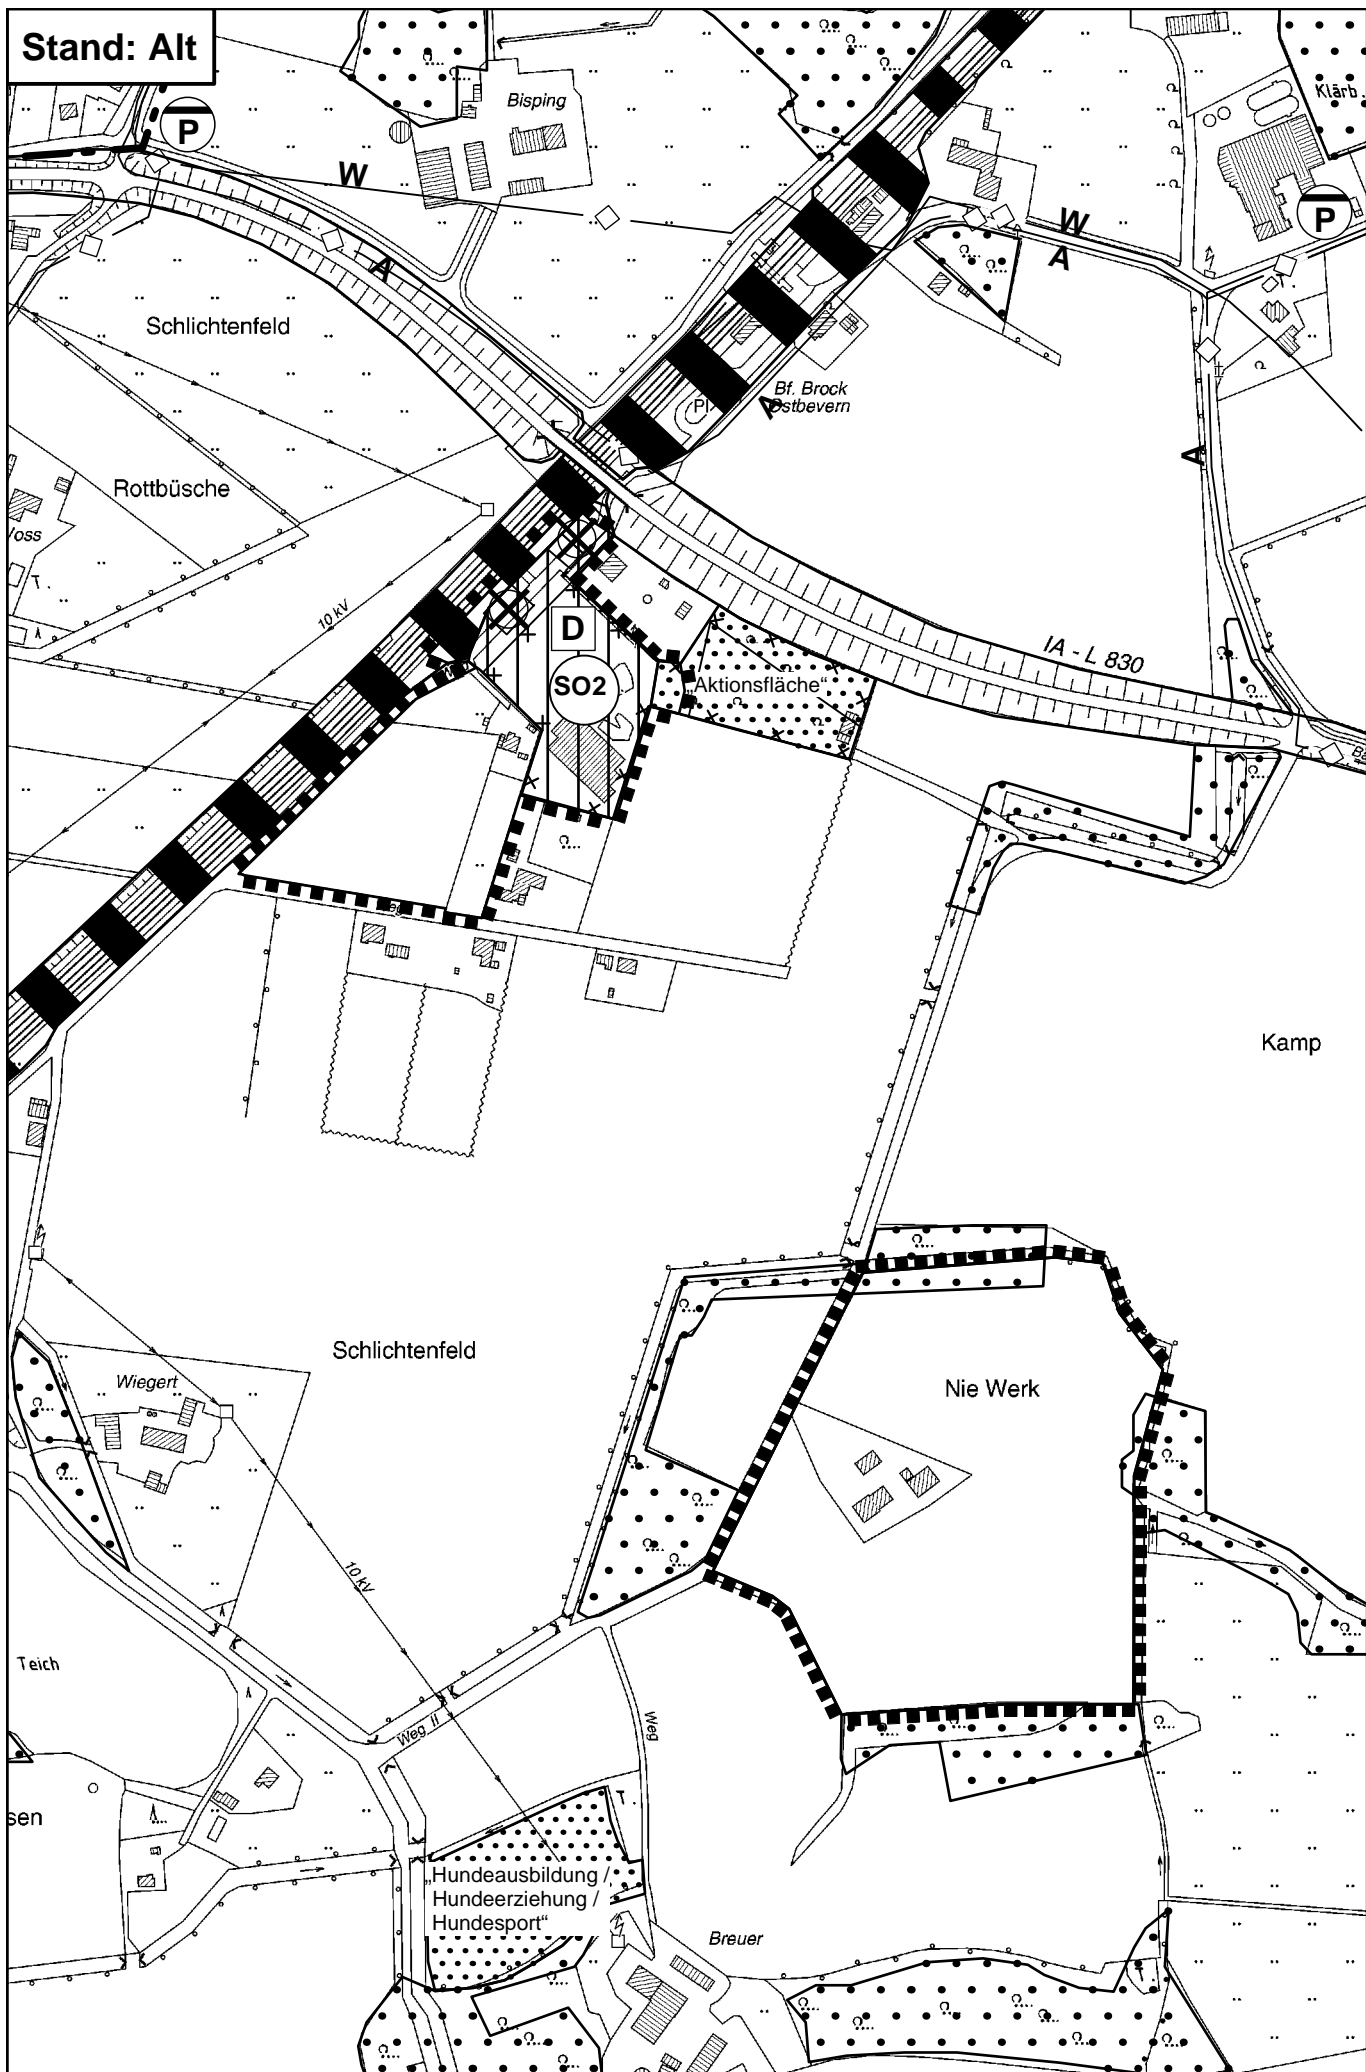 Stand: Alt
P
Bisping
W
Klärb.
P
W
A
A
Schlichtenfeld
Bf. Brock
Ostbevern
Pl
A
A
Rottbüsche
Voss
T.
10 kV
D
SO2
„Aktionsfläche“
IA - L 830
Kamp
Schlichtenfeld
Wiegert
Nie Werk
10 kV
Teich
Weg II
Weg
sen
T.
„Hundeausbildung /
Hundeerziehung /
Hundesport“
Breuer